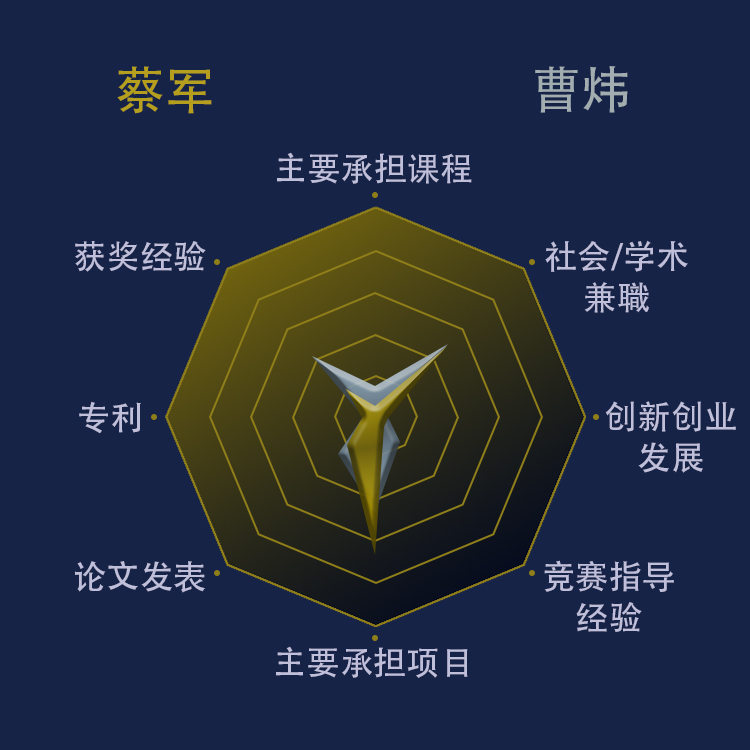 蔡军
曹炜
主要承担课程
获奖经验
社会/学术
兼職
专利
创新创业
发展
论文发表
竞赛指导
经验
主要承担项目